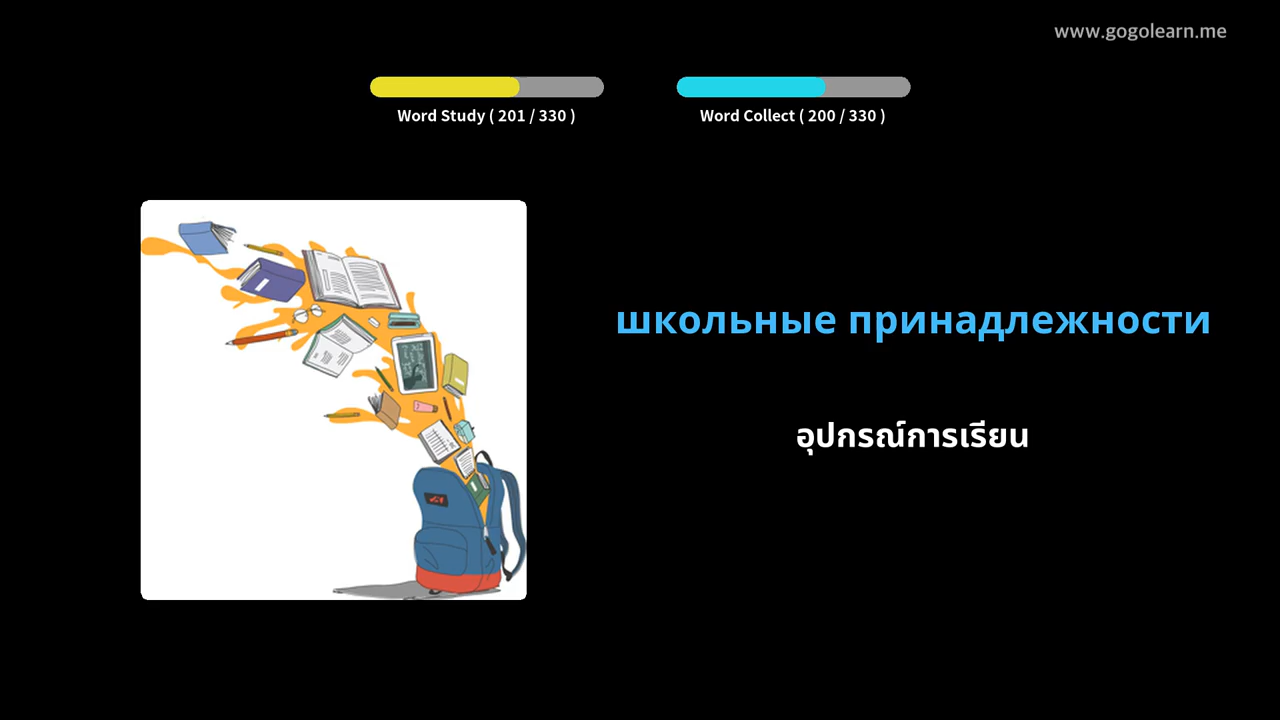 www.gogolearn.me
Word Study ( 201 / 330 )
Word Collect ( 200 / 330 )
школьные принадлежности
อุปกรณ์การเรียน